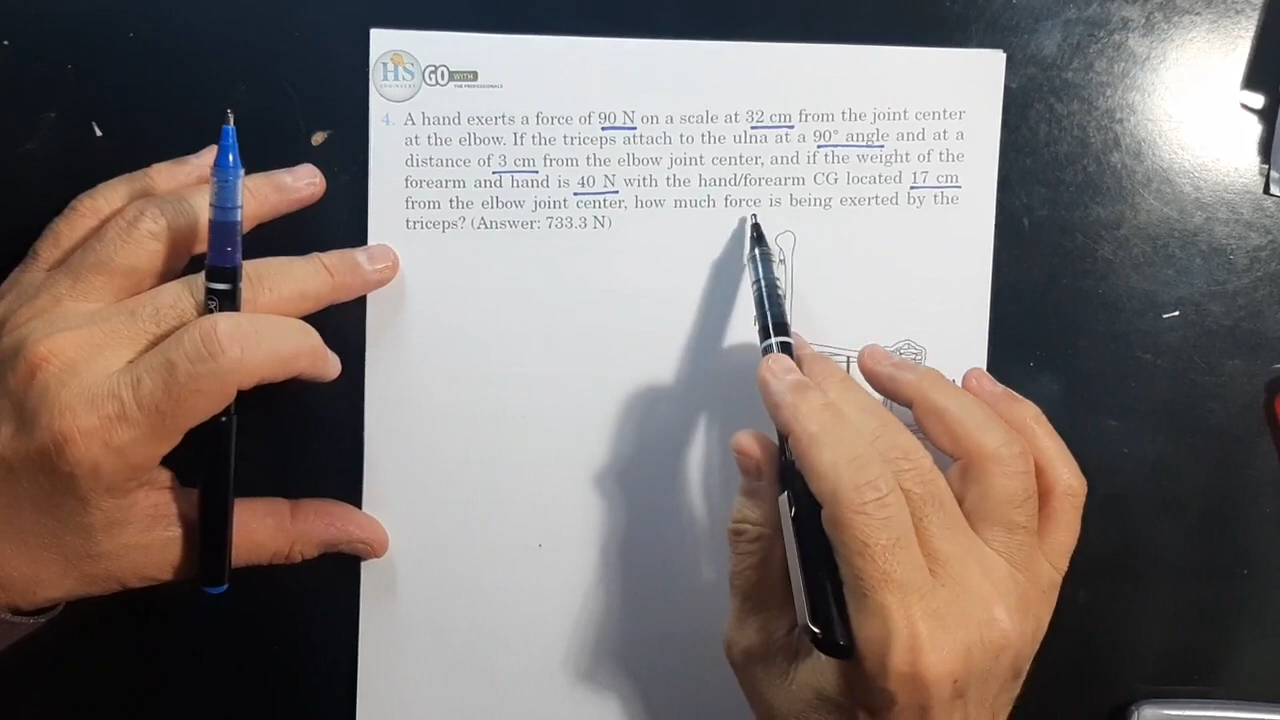 HS
ENGINEERS
GO WITH
THE PROFESSIONALS
4. A hand exerts a force of 90 N on a scale at 32 cm from the joint center
at the elbow. If the triceps attach to the ulna at a 90° angle and at a
distance of 3 cm from the elbow joint center, and if the weight of the
forearm and hand is 40 N with the hand/forearm CG located 17 cm
from the elbow joint center, how much force is being exerted by the
triceps? (Answer: 733.3 N)